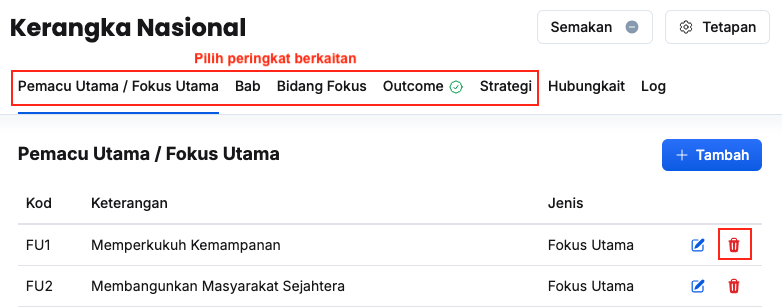 Kerangka Nasional
Semakan
Tetapan
Pilih peringkat berkaitan
Pemacu Utama / Fokus Utama Bab Bidang Fokus Outcome Strategi Hubungkait Log
Pemacu Utama / Fokus Utama
+ Tambah
Kod Keterangan Jenis
FU1 Memperkukuh Kemampanan Fokus Utama
FU2 Membangunkan Masyarakat Sejahtera Fokus Utama